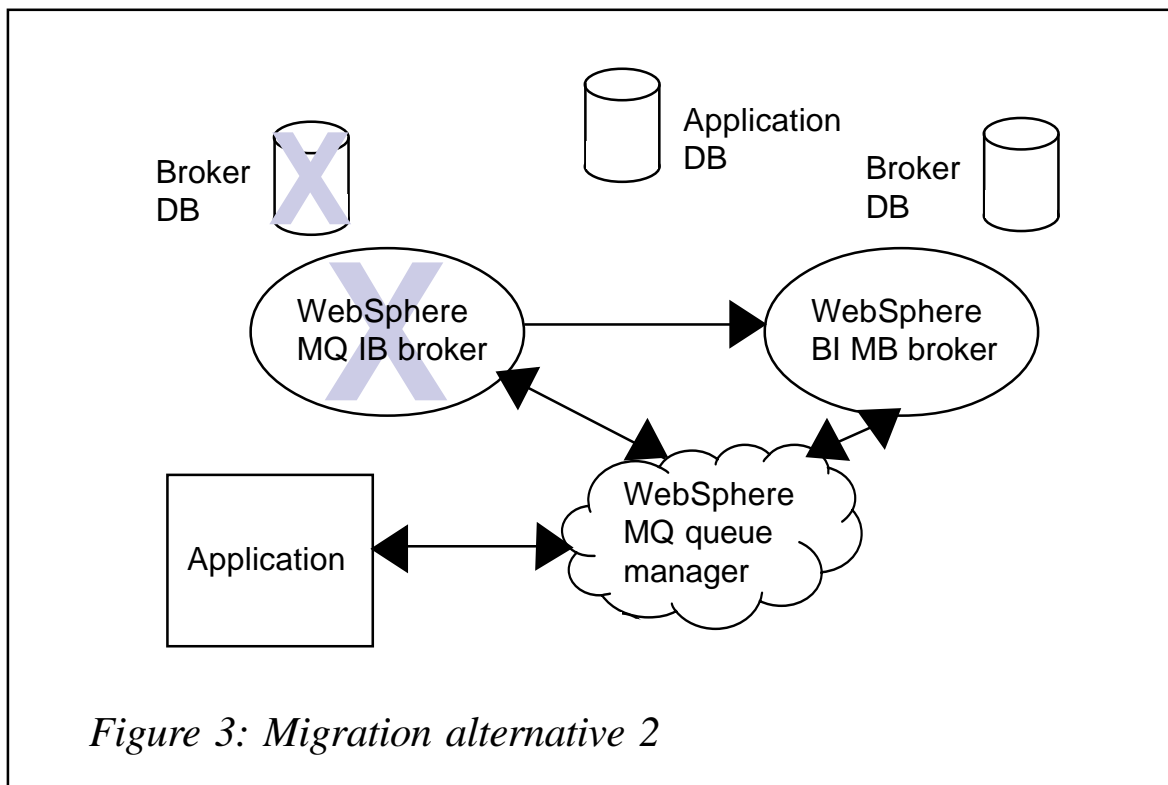 Application
DB
Broker
DB
Broker
DB
WebSphere
MQ IB broker
WebSphere
BI MB broker
WebSphere
MQ queue
manager
Application
Figure 3: Migration alternative 2